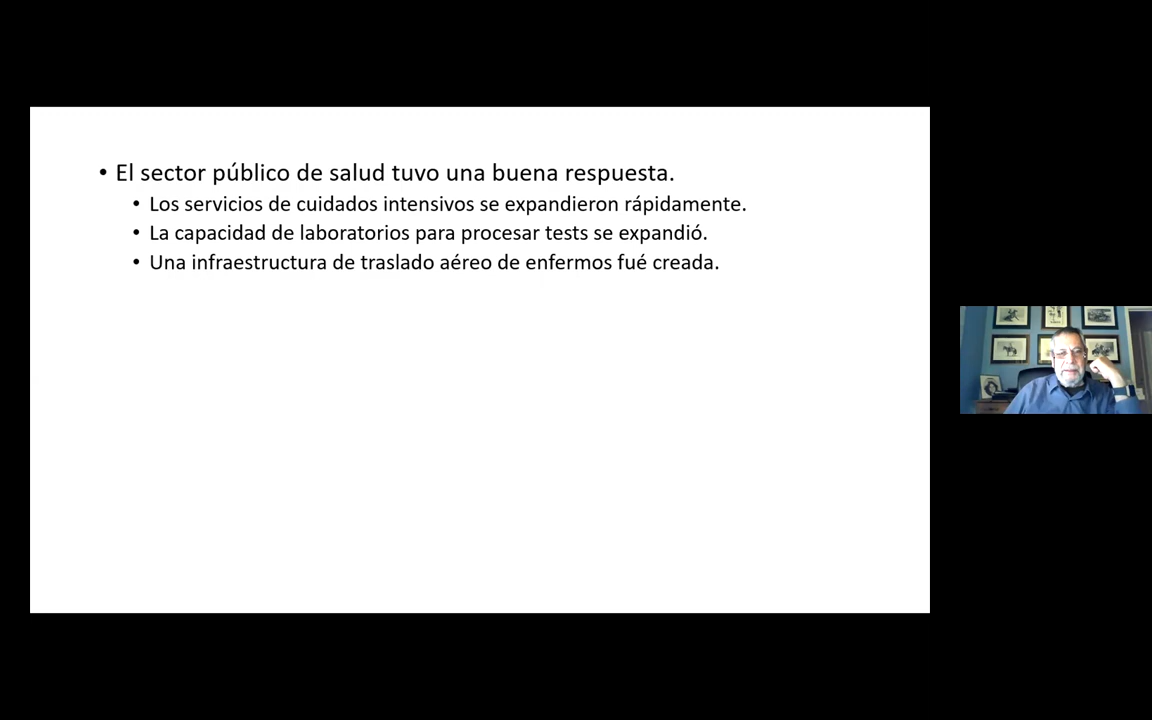 • El sector público de salud tuvo una buena respuesta.
• Los servicios de cuidados intensivos se expandieron rápidamente.
• La capacidad de laboratorios para procesar tests se expandió.
• Una infraestructura de traslado aéreo de enfermos fué creada.